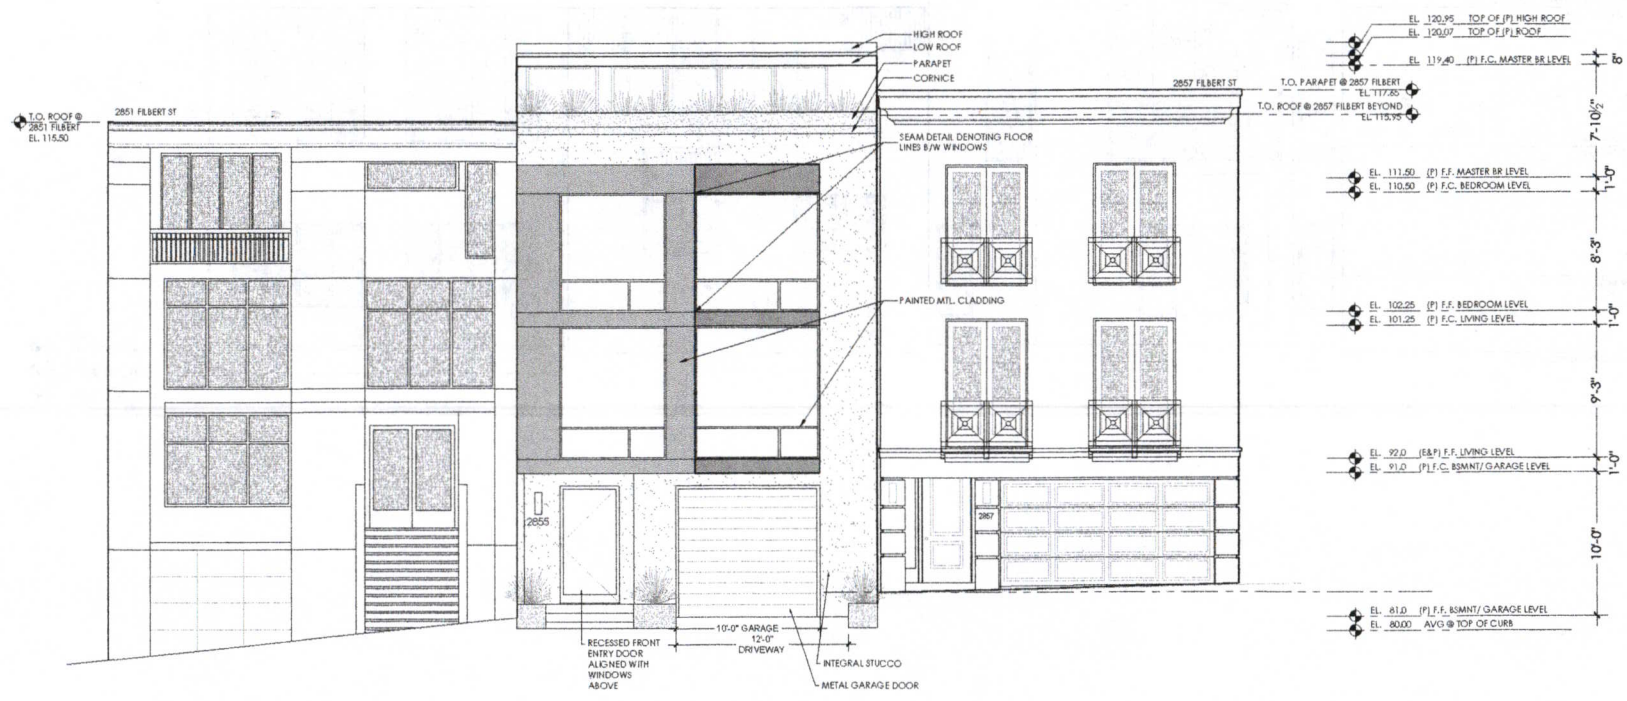 HIGH ROOF
LOW ROOF
PARAPET
CORNICE
EL. 120.95 TOP OF (P) HIGH ROOF
EL. 120.07 TOP OF (P) ROOF
EL. 119.40 (P) F.C. MASTER BR LEVEL
8"
2857 FILBERT ST
T.O. PARAPET @ 2857 FILBERT
EL. 117.85
T.O. ROOF @ 2857 FILBERT BEYOND
EL. 115.95
7'-10½"
T.O. ROOF @
2851 FILBERT
EL. 115.50
2851 FILBERT ST
SEAM DETAIL DENOTING FLOOR
LINES B/W WINDOWS
EL. 111.50 (P) F.F. MASTER BR LEVEL
EL. 110.50 (P) F.C. BEDROOM LEVEL
1'-0"
8'-3"
PAINTED MTL. CLADDING
EL. 102.25 (P) F.F. BEDROOM LEVEL
EL. 101.25 (P) F.C. LIVING LEVEL
1'-0"
9'-3"
EL. 92.0 (E&P) F.F. LIVING LEVEL
EL. 91.0 (P) F.C. BSMNT/ GARAGE LEVEL
1'-0"
2855
2857
10'-0"
EL. 81.0 (P) F.F. BSMNT/ GARAGE LEVEL
EL. 80.00 AVG @ TOP OF CURB
10'-0" GARAGE
12'-0"
DRIVEWAY
RECESSED FRONT
ENTRY DOOR
ALIGNED WITH
WINDOWS
ABOVE
INTEGRAL STUCCO
METAL GARAGE DOOR